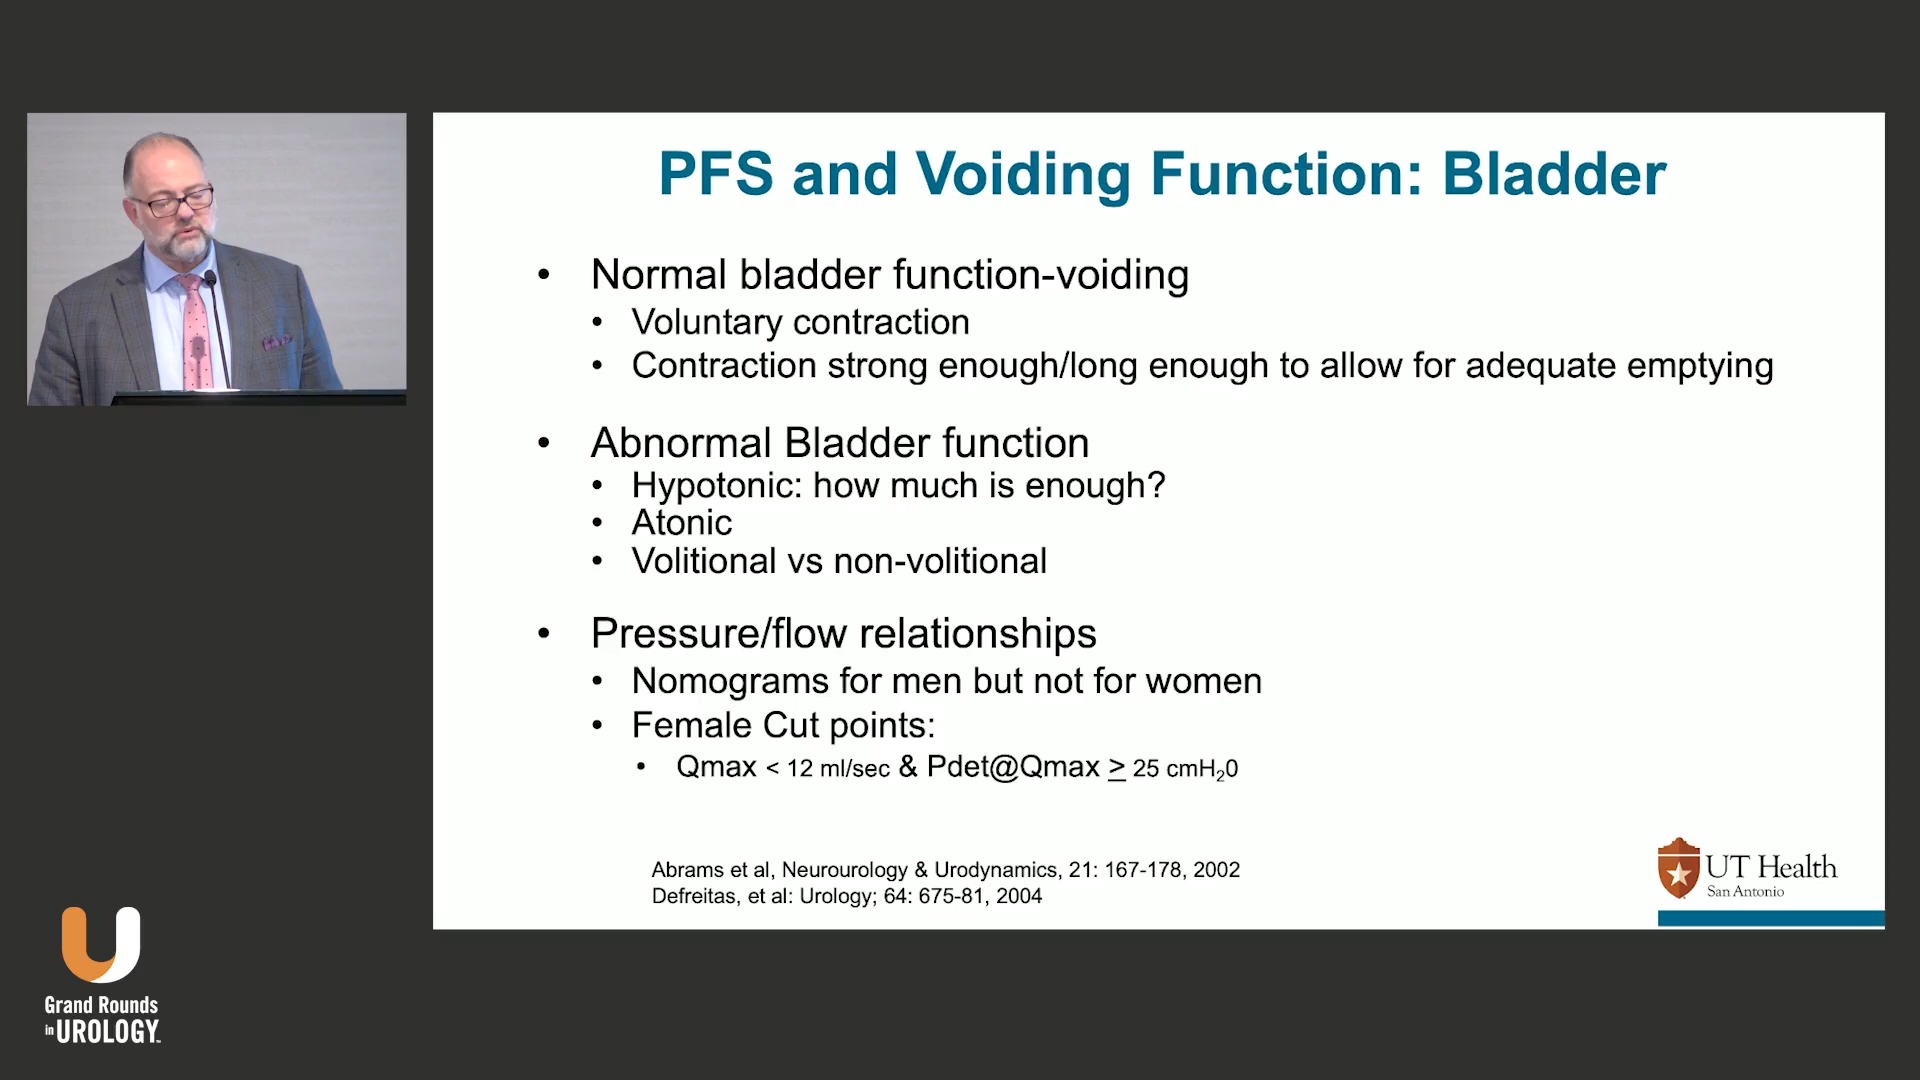 PFS and Voiding Function: Bladder
• Normal bladder function-voiding
• Voluntary contraction
• Contraction strong enough/long enough to allow for adequate emptying
• Abnormal Bladder function
• Hypotonic: how much is enough?
• Atonic
• Volitional vs non-volitional
• Pressure/flow relationships
• Nomograms for men but not for women
• Female Cut points:
• Qmax < 12 ml/sec & Pdet@Qmax ≥ 25 cmH₂0
Abrams et al, Neurourology & Urodynamics, 21: 167-178, 2002
Defreitas, et al: Urology; 64: 675-81, 2004
UT Health
San Antonio
Grand Rounds
in UROLOGY™